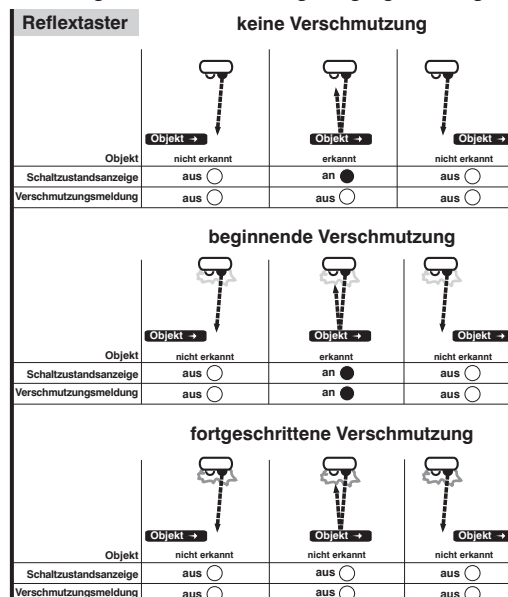 Reflextaster
keine Verschmutzung
Objekt → Objekt → Objekt →
Objekt nicht erkannt erkannt nicht erkannt
Schaltzustandsanzeige aus an aus
Verschmutzungsmeldung aus aus aus
beginnende Verschmutzung
Objekt → Objekt → Objekt →
Objekt nicht erkannt erkannt nicht erkannt
Schaltzustandsanzeige aus an aus
Verschmutzungsmeldung aus an aus
fortgeschrittene Verschmutzung
Objekt → Objekt → Objekt →
Objekt nicht erkannt nicht erkannt nicht erkannt
Schaltzustandsanzeige aus aus aus
Verschmutzungsmeldung aus aus aus